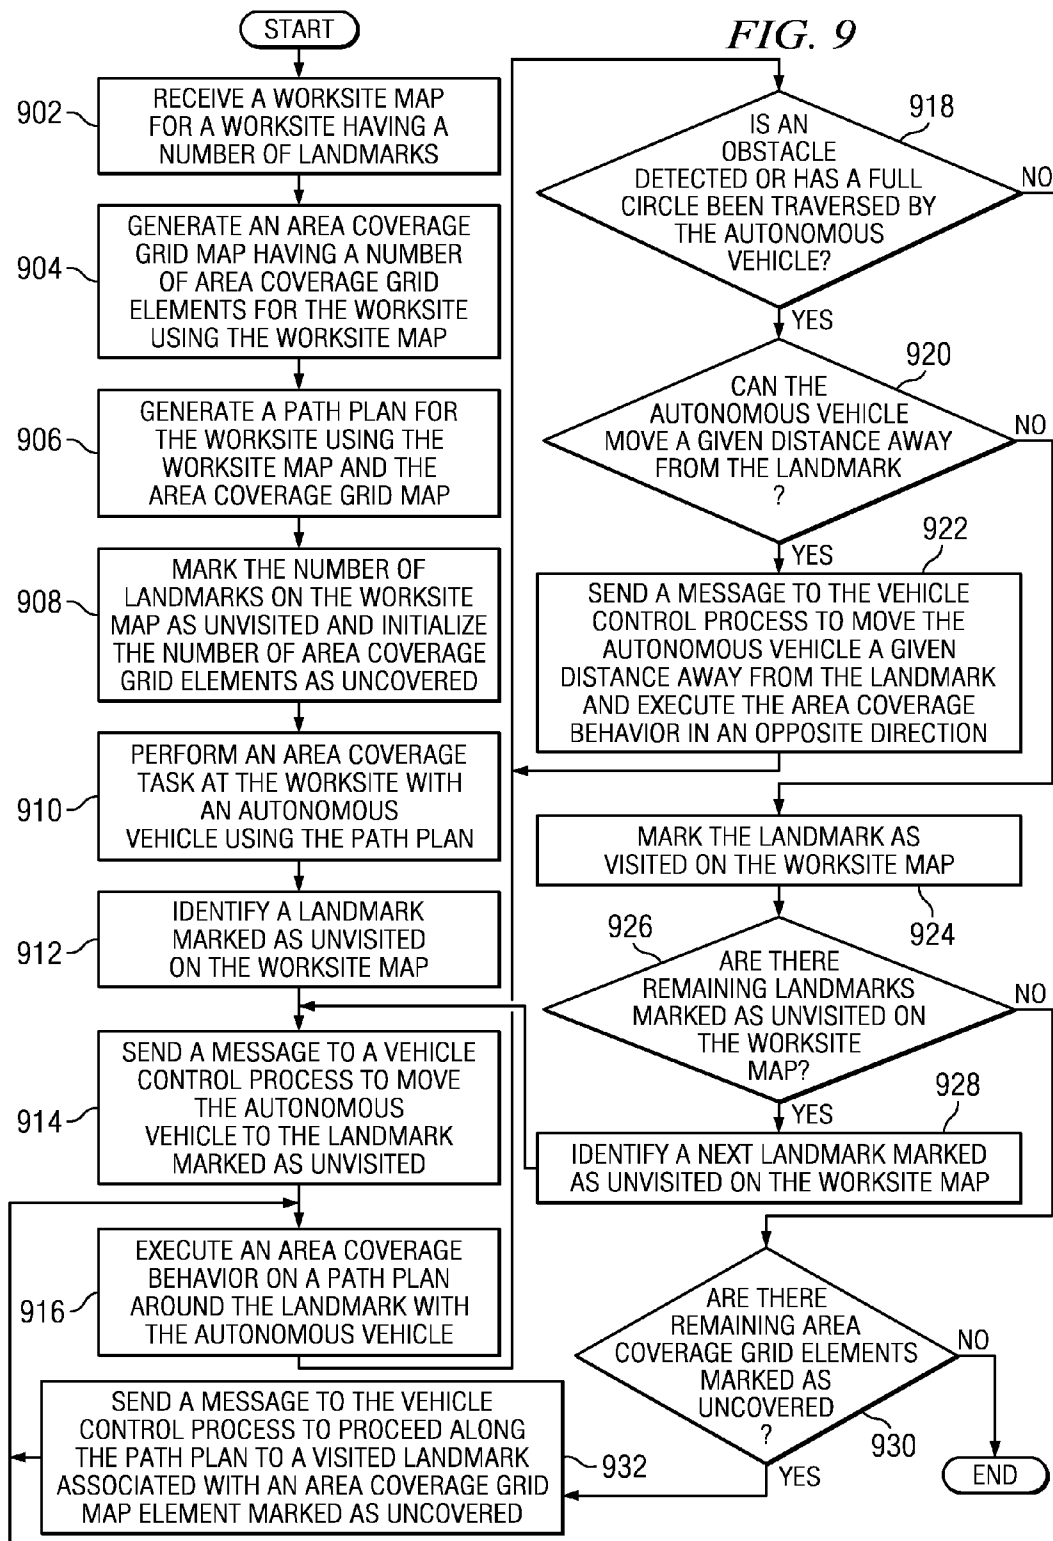 FIG. 9
START
902
RECEIVE A WORKSITE MAP
FOR A WORKSITE HAVING A
NUMBER OF LANDMARKS
904
GENERATE AN AREA COVERAGE
GRID MAP HAVING A NUMBER
OF AREA COVERAGE GRID
ELEMENTS FOR THE WORKSITE
USING THE WORKSITE MAP
906
GENERATE A PATH PLAN FOR
THE WORKSITE USING THE
WORKSITE MAP AND THE
AREA COVERAGE GRID MAP
908
MARK THE NUMBER OF
LANDMARKS ON THE WORKSITE
MAP AS UNVISITED AND INITIALIZE
THE NUMBER OF AREA COVERAGE
GRID ELEMENTS AS UNCOVERED
910
PERFORM AN AREA COVERAGE
TASK AT THE WORKSITE WITH
AN AUTONOMOUS
VEHICLE USING THE PATH PLAN
912
IDENTIFY A LANDMARK
MARKED AS UNVISITED
ON THE WORKSITE MAP
914
SEND A MESSAGE TO A VEHICLE
CONTROL PROCESS TO MOVE
THE AUTONOMOUS
VEHICLE TO THE LANDMARK
MARKED AS UNVISITED
916
EXECUTE AN AREA COVERAGE
BEHAVIOR ON A PATH PLAN
AROUND THE LANDMARK WITH
THE AUTONOMOUS VEHICLE
918
IS AN
OBSTACLE
DETECTED OR HAS A FULL
CIRCLE BEEN TRAVERSED BY
THE AUTONOMOUS
VEHICLE?
NO
YES
920
CAN THE
AUTONOMOUS VEHICLE
MOVE A GIVEN DISTANCE AWAY
FROM THE LANDMARK
?
NO
YES
922
SEND A MESSAGE TO THE VEHICLE
CONTROL PROCESS TO MOVE THE
AUTONOMOUS VEHICLE A GIVEN
DISTANCE AWAY FROM THE LANDMARK
AND EXECUTE THE AREA COVERAGE
BEHAVIOR IN AN OPPOSITE DIRECTION
MARK THE LANDMARK AS
VISITED ON THE WORKSITE MAP
924
926
ARE THERE
REMAINING LANDMARKS
MARKED AS UNVISITED ON
THE WORKSITE
MAP?
NO
YES
928
IDENTIFY A NEXT LANDMARK MARKED
AS UNVISITED ON THE WORKSITE MAP
ARE THERE
REMAINING AREA
COVERAGE GRID ELEMENTS
MARKED AS
UNCOVERED
?
NO
930
YES
END
SEND A MESSAGE TO THE VEHICLE
CONTROL PROCESS TO PROCEED ALONG
THE PATH PLAN TO A VISITED LANDMARK
ASSOCIATED WITH AN AREA COVERAGE GRID
MAP ELEMENT MARKED AS UNCOVERED
932